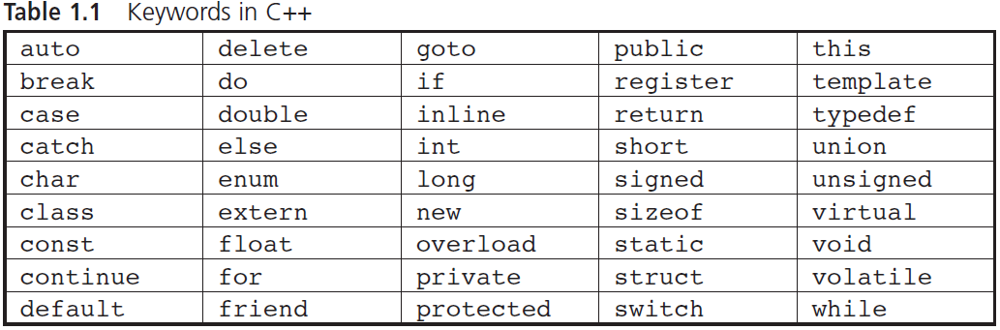 Table 1.1 Keywords in C++
auto delete goto public this
break do if register template
case double inline return typedef
catch else int short union
char enum long signed unsigned
class extern new sizeof virtual
const float overload static void
continue for private struct volatile
default friend protected switch while